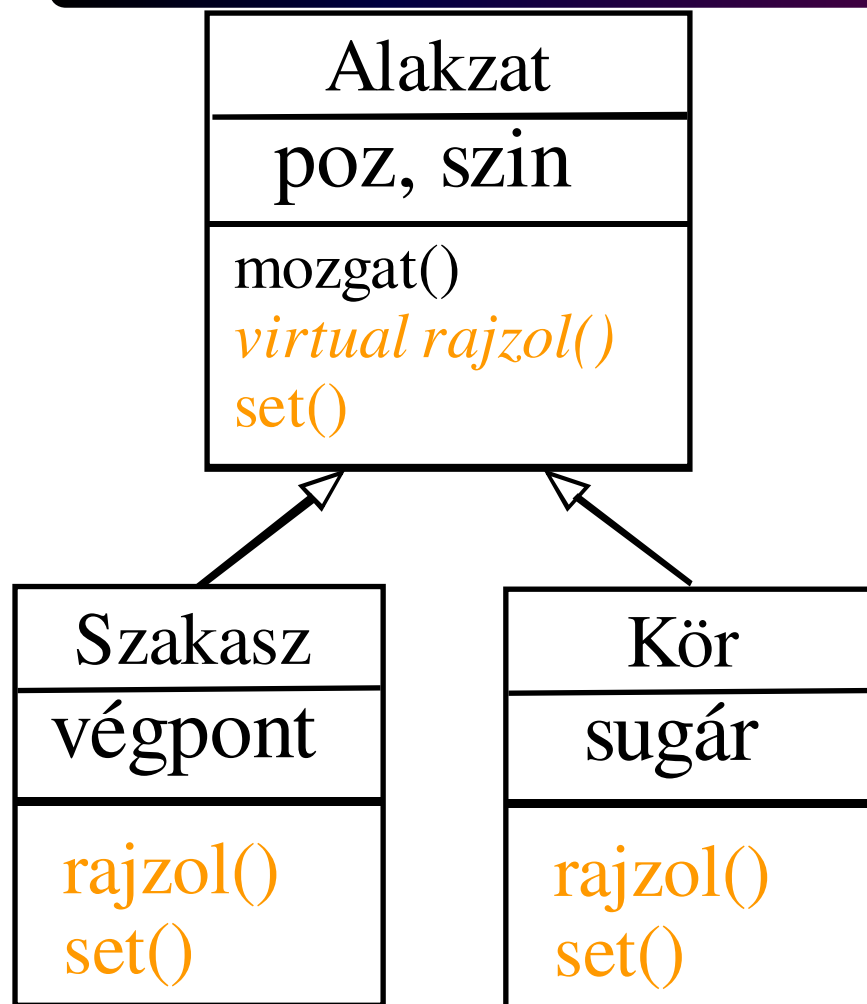 Alakzat
poz, szin
mozgat()
virtual rajzol()
set()
Szakasz
végpont
rajzol()
set()
Kör
sugár
rajzol()
set()